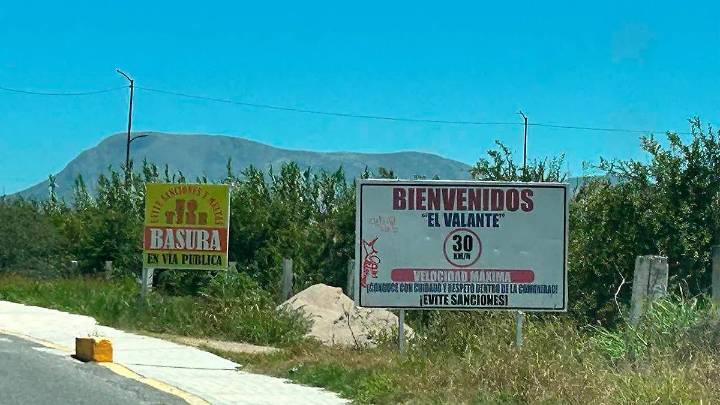 EVITE SANCIONES Y MULTAS
BASURA
EN VIA PUBLICA
BIENVENIDOS
"EL VALANTE"
30
KM/H
VELOCIDAD MAXIMA
¡CONDUCE CON CUIDADO Y RESPETO DENTRO DE LA COMUNIDAD!
¡EVITE SANCIONES!